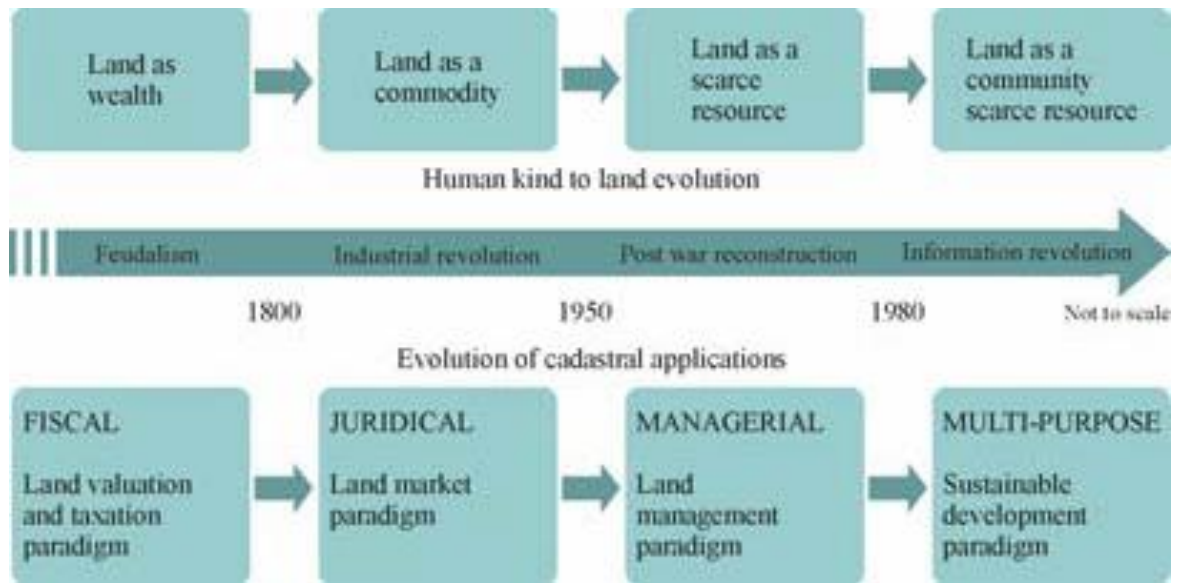 Land as
wealth
Land as a
commodity
Land as a
scarce
resource
Land as a
community
scarce resource
Human kind to land evolution
Feudalism
Industrial revolution
Post war reconstruction
Information revolution
1800
1950
1980
Not to scale
Evolution of cadastral applications
FISCAL
Land valuation
and taxation
paradigm
JURIDICAL
Land market
paradigm
MANAGERIAL
Land
management
paradigm
MULTI-PURPOSE
Sustainable
development
paradigm